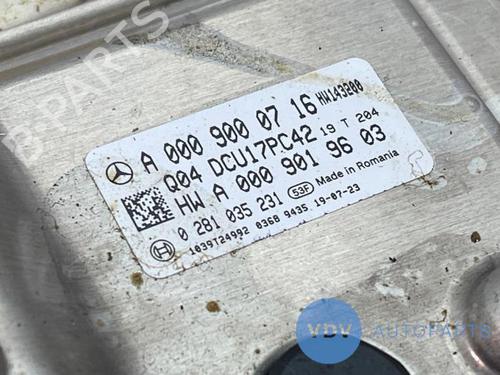 A 000 900 07 16 HW143200
Q04 DCU17PC42 19 T 204
HW A 000 901 96 03
0 281 035 231 53F Made in Romania
1039T24992 0368 9435 19-07-23
PARTS
VDV AUTOPARTS